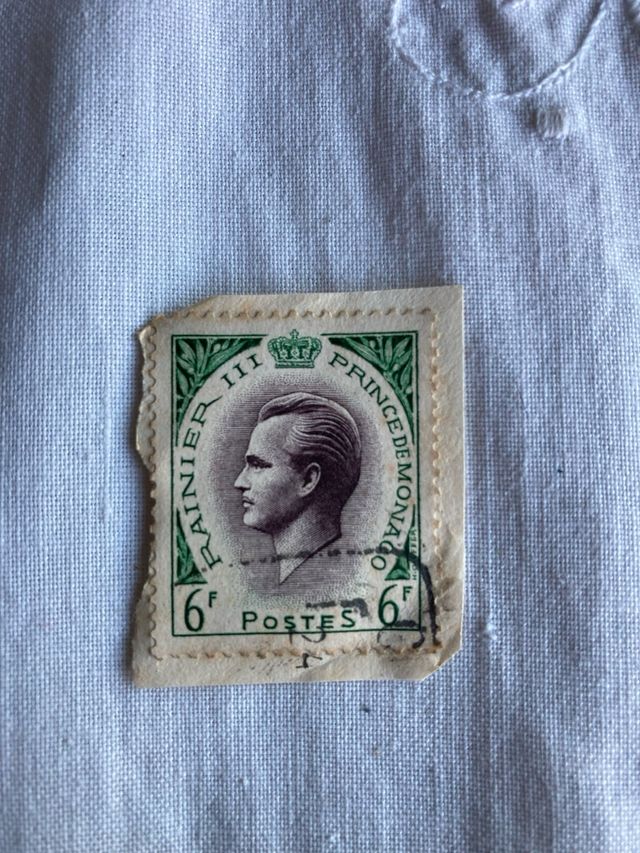 RAINIER III PRINCE DE MONACO
6F POSTES 6F